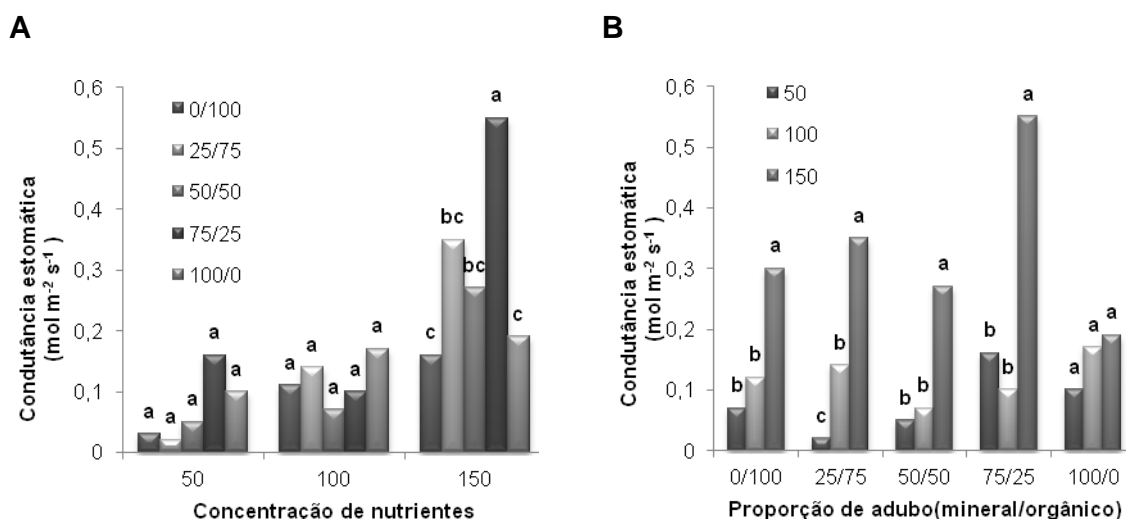 A
Condutância estomática
(mol m⁻² s⁻¹ )
0,6
0,5
0,4
0,3
0,2
0,1
0
0/100
25/75
50/50
75/25
100/0
a a a a a
a a a a a
c bc bc a c
50 100 150
Concentração de nutrientes
B
Condutância estomática
(mol m⁻² s⁻¹ )
0,6
0,5
0,4
0,3
0,2
0,1
0
50
100
150
b b a
c b a
b b a
b b a
a a a
0/100 25/75 50/50 75/25 100/0
Proporção de adubo(mineral/orgânico)